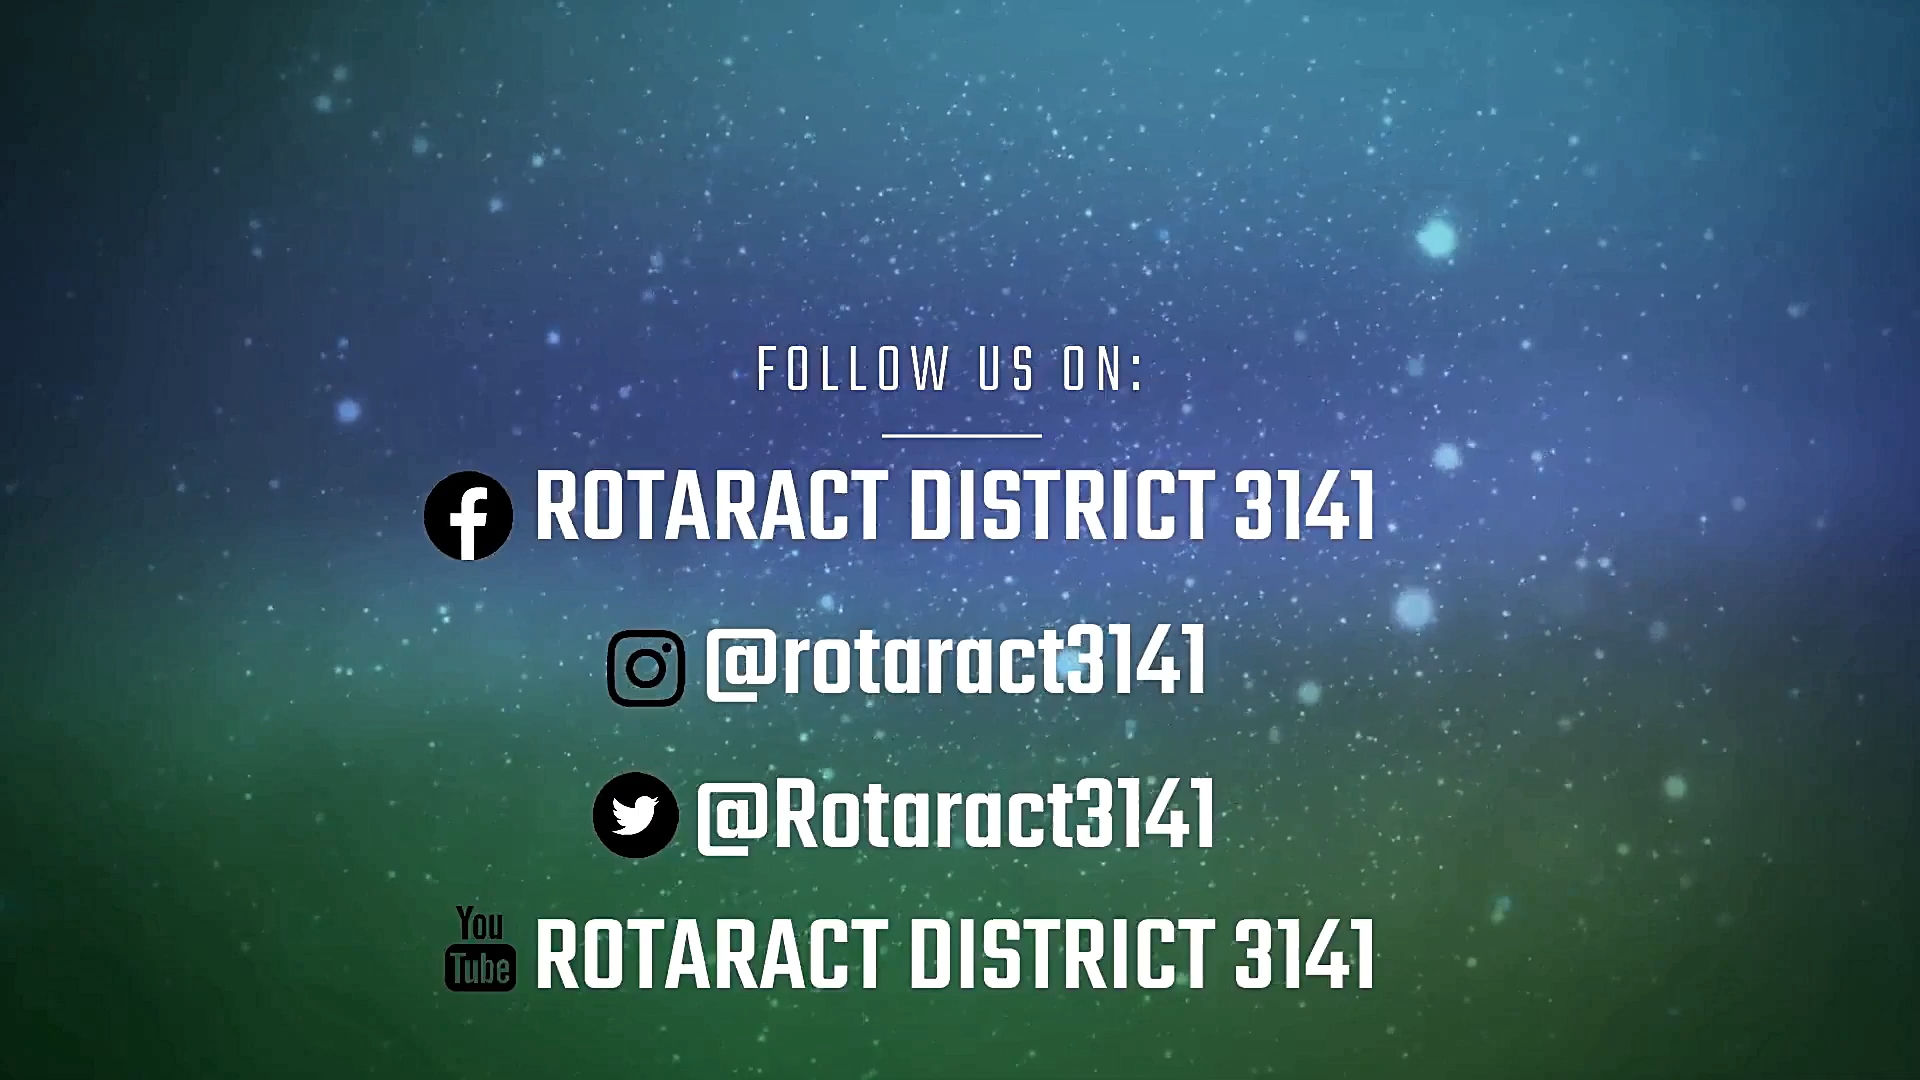 FOLLOW US ON:
ROTARACT DISTRICT 3141
@rotaract3141
@Rotaract3141
You
Tube
ROTARACT DISTRICT 3141